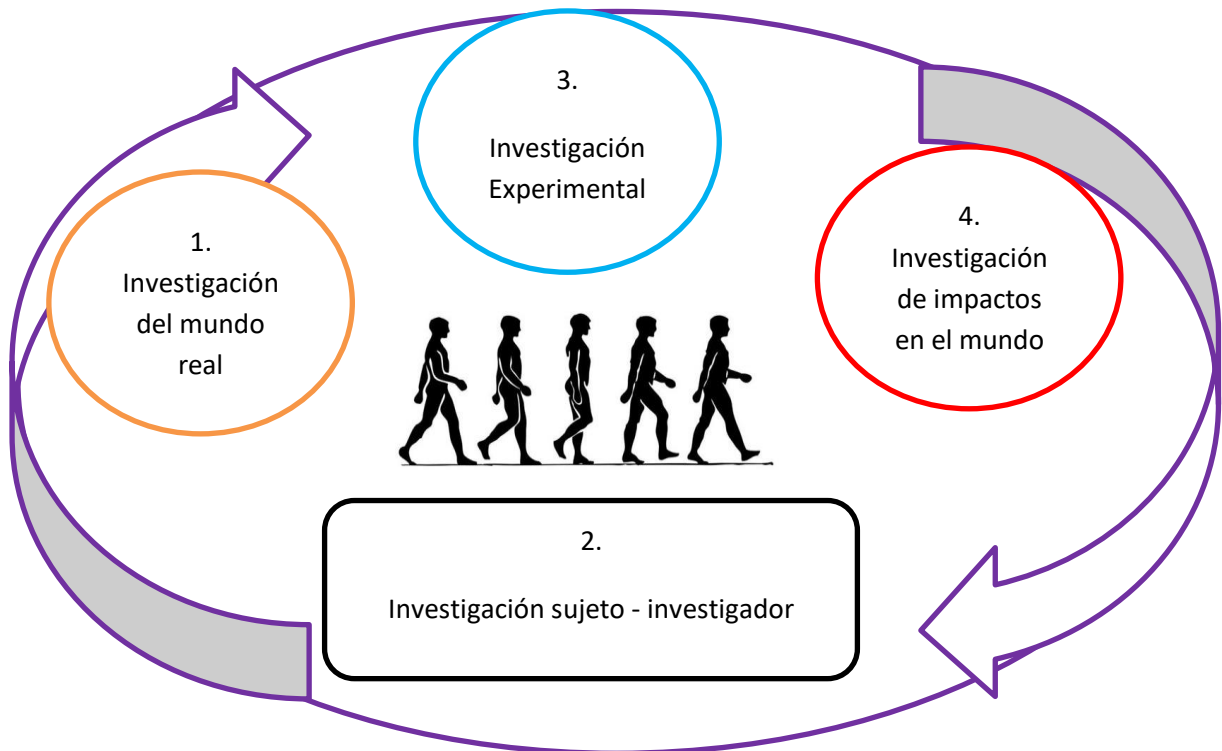 1.
Investigación
del mundo
real
2.
Investigación sujeto - investigador
3.
Investigación
Experimental
4.
Investigación
de impactos
en el mundo